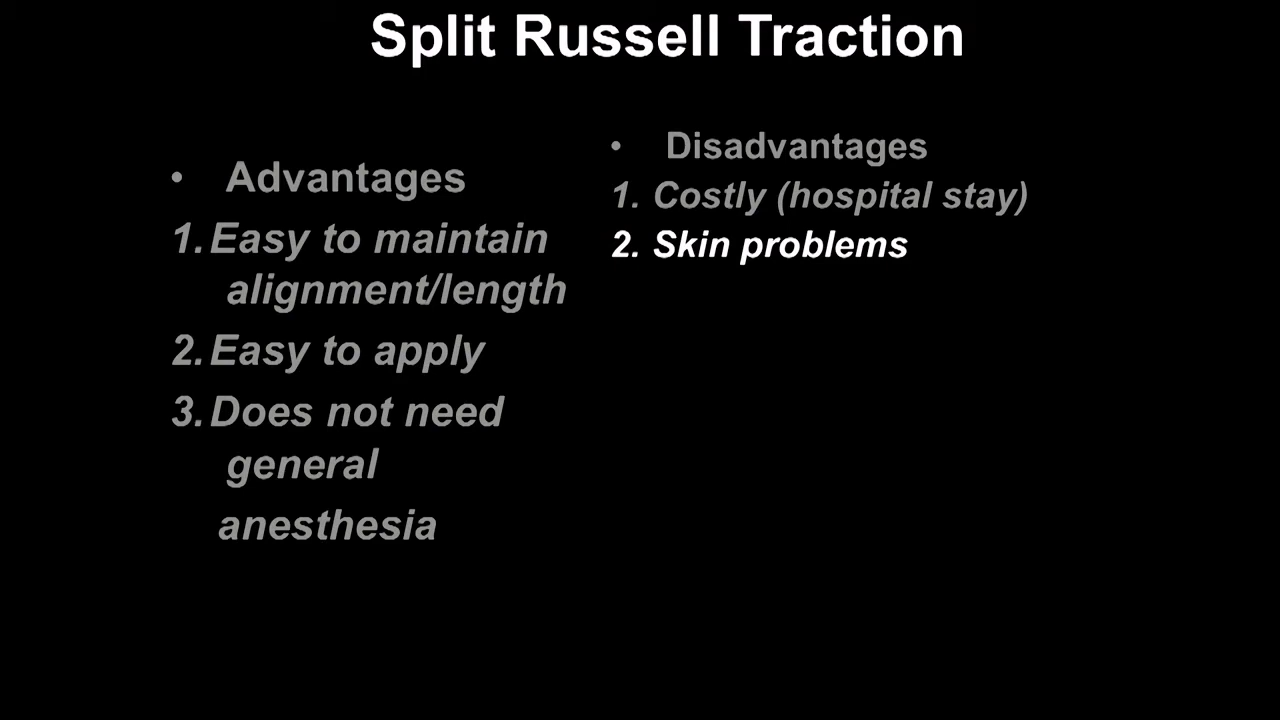 Split Russell Traction
• Advantages
1. Easy to maintain
alignment/length
2. Easy to apply
3. Does not need
general
anesthesia
• Disadvantages
1. Costly (hospital stay)
2. Skin problems